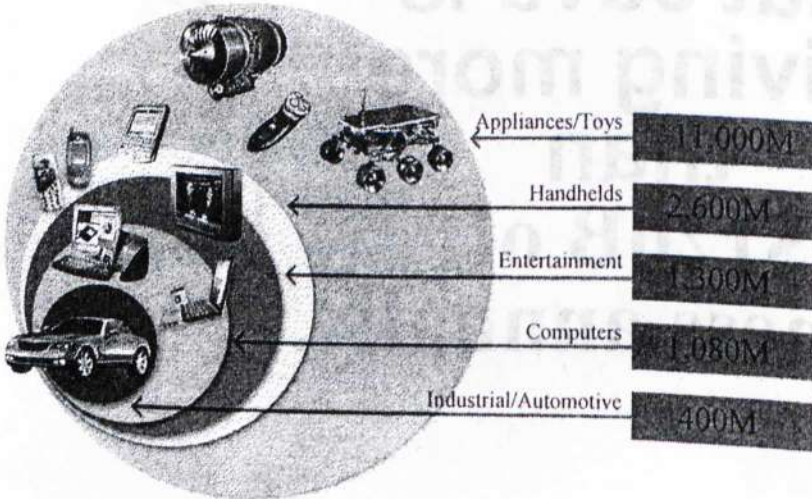 Appliances/Toys 11,000M
Handhelds 2,600M
Entertainment 1,300M
Computers 1,080M
Industrial/Automotive 400M